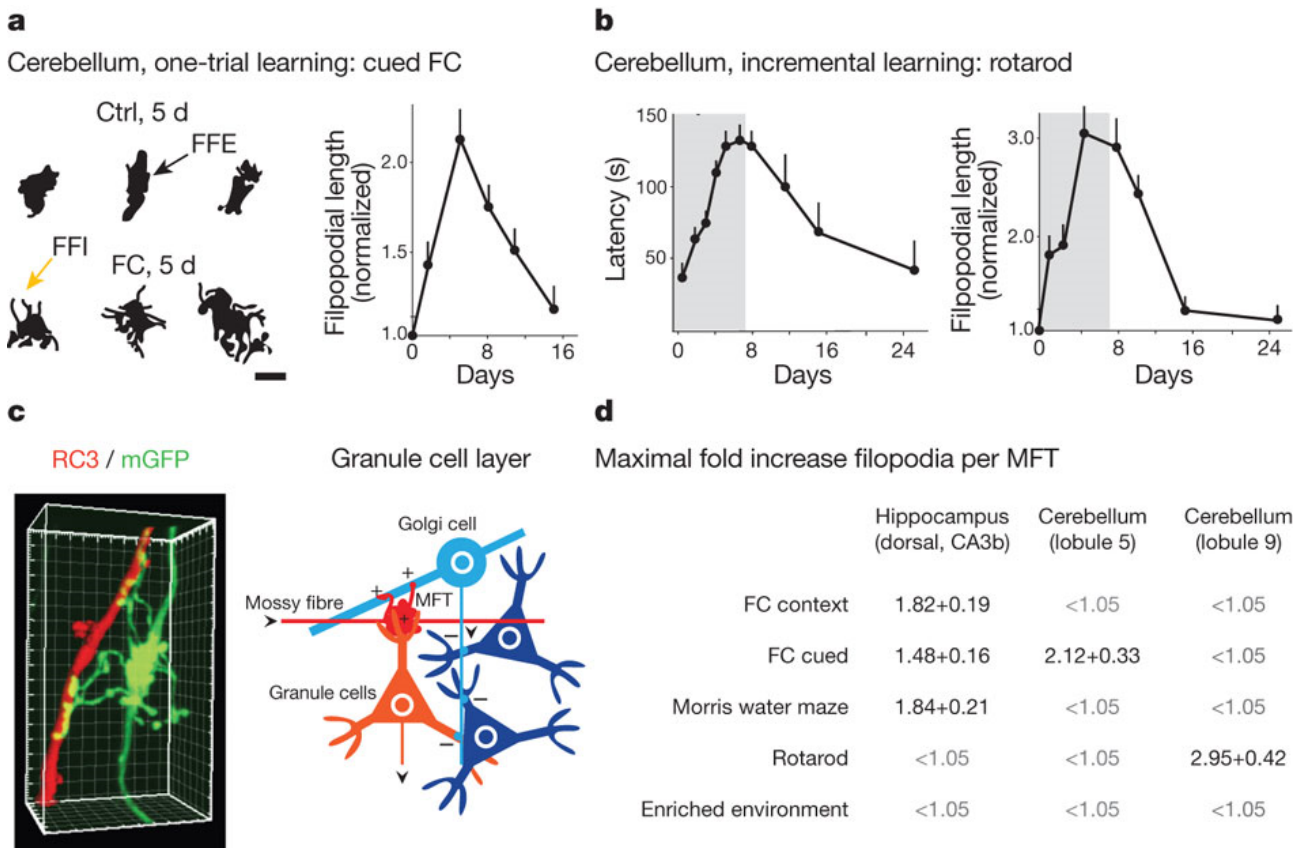 a
Cerebellum, one-trial learning: cued FC
Ctrl, 5 d
FFE
FFI
FC, 5 d
Filpopodial length
(normalized)
2.0
1.5
1.0
0
8
16
Days
b
Cerebellum, incremental learning: rotarod
Latency (s)
150
100
50
0
8
16
24
Days
Filpopodial length
(normalized)
3.0
2.0
1.0
0
8
16
24
Days
c
RC3 / mGFP
Granule cell layer
Golgi cell
+
+
Mossy fibre
MFT
+
−
Granule cells
−
−
d
Maximal fold increase filopodia per MFT
Hippocampus
(dorsal, CA3b)
Cerebellum
(lobule 5)
Cerebellum
(lobule 9)
FC context 1.82+0.19 <1.05 <1.05
FC cued 1.48+0.16 2.12+0.33 <1.05
Morris water maze 1.84+0.21 <1.05 <1.05
Rotarod <1.05 <1.05 2.95+0.42
Enriched environment <1.05 <1.05 <1.05